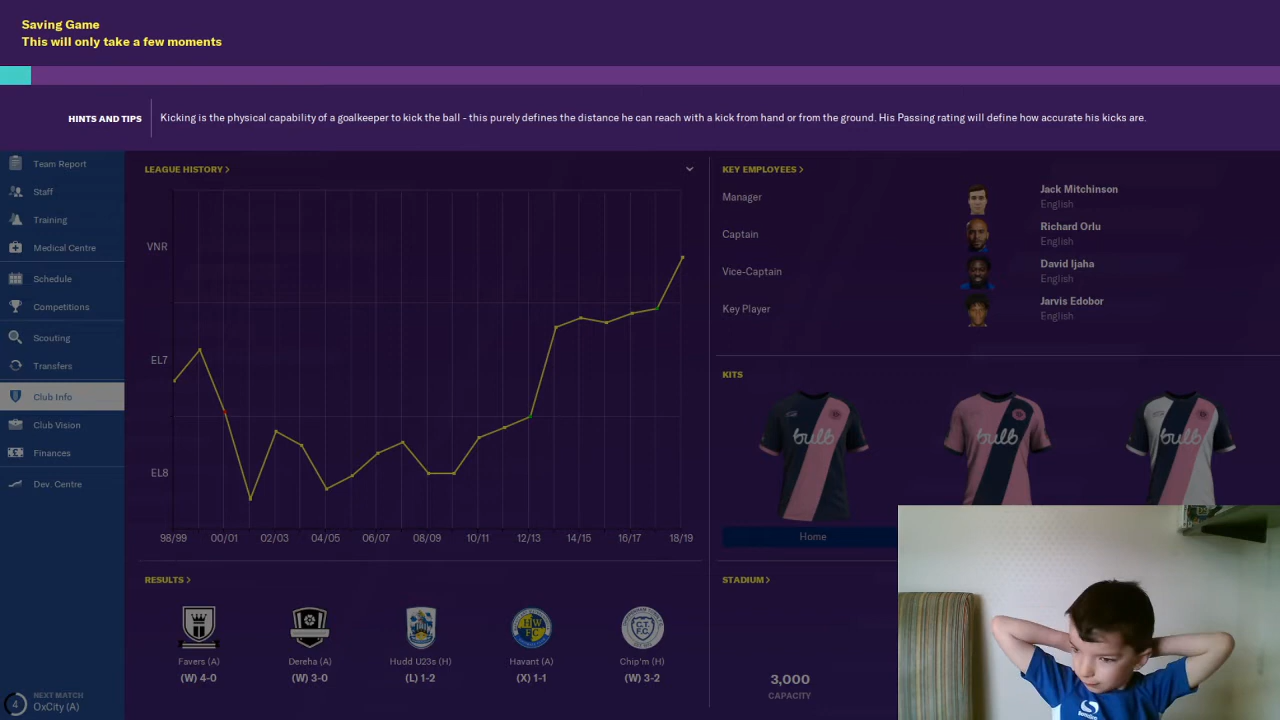 Saving Game
This will only take a few moments
HINTS AND TIPS
Kicking is the physical capability of a goalkeeper to kick the ball - this purely defines the distance he can reach with a kick from hand or from the ground. His Passing rating will define how accurate his kicks are.
Team Report
Staff
Training
Medical Centre
Schedule
Competitions
Scouting
Transfers
Club Info
Club Vision
Finances
Dev. Centre
4
NEXT MATCH
OxCity (A)
LEAGUE HISTORY >
VNR
EL7
EL8
98/99 00/01 02/03 04/05 06/07 08/09 10/11 12/13 14/15 16/17 18/19
RESULTS >
HW
FC
C.T.
F.C.
Favers (A) Dereha (A) Hudd U23s (H) Havant (A) Chip'm (H)
(W) 4-0 (W) 3-0 (L) 1-2 (X) 1-1 (W) 3-2
KEY EMPLOYEES >
Manager
Jack Mitchinson
English
Captain
Richard Orlu
English
Vice-Captain
David Ijaha
English
Key Player
Jarvis Edobor
English
KITS
bulb bulb bulb
Home
STADIUM >
3,000
CAPACITY